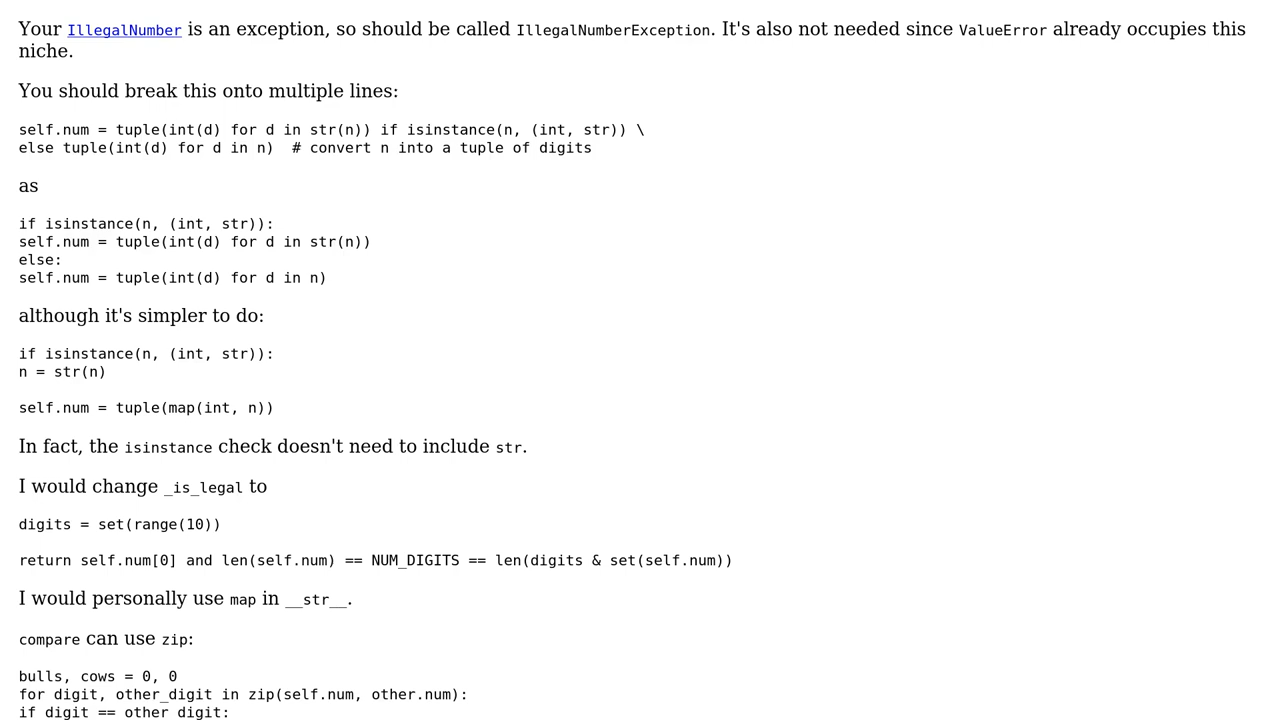 Your IllegalNumber is an exception, so should be called IllegalNumberException. It's also not needed since ValueError already occupies this
niche.
You should break this onto multiple lines:
self.num = tuple(int(d) for d in str(n)) if isinstance(n, (int, str)) \
else tuple(int(d) for d in n)  # convert n into a tuple of digits
as
if isinstance(n, (int, str)):
self.num = tuple(int(d) for d in str(n))
else:
self.num = tuple(int(d) for d in n)
although it's simpler to do:
if isinstance(n, (int, str)):
n = str(n)
self.num = tuple(map(int, n))
In fact, the isinstance check doesn't need to include str.
I would change _is_legal to
digits = set(range(10))
return self.num[0] and len(self.num) == NUM_DIGITS == len(digits & set(self.num))
I would personally use map in __str__.
compare can use zip:
bulls, cows = 0, 0
for digit, other_digit in zip(self.num, other.num):
if digit == other_digit: